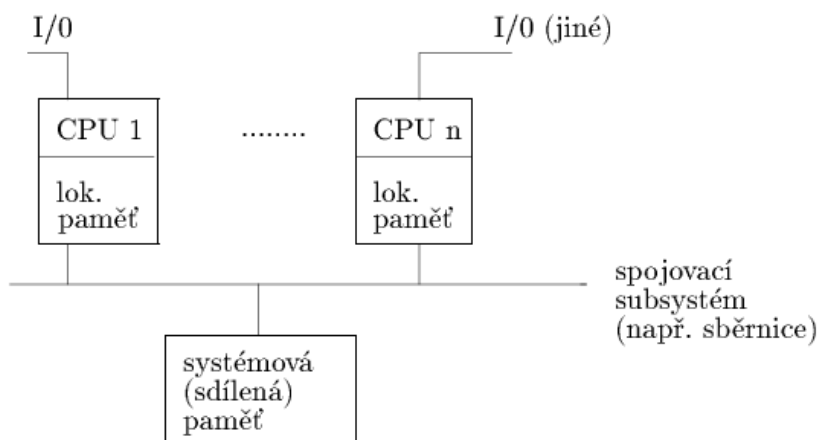 I/0
I/0 (jiné)
CPU 1
........
CPU n
lok.
paměť
lok.
paměť
spojovací
subsystém
(např. sběrnice)
systémová
(sdílená)
paměť